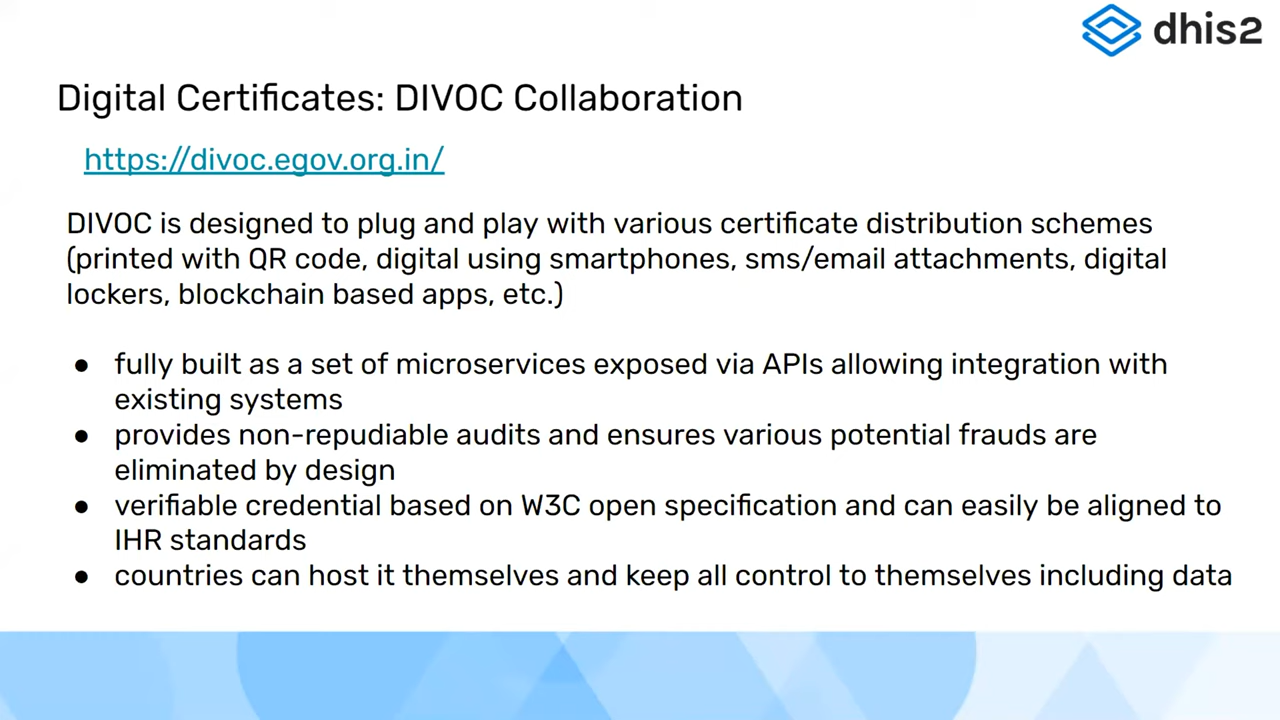 dhis2
Digital Certificates: DIVOC Collaboration
https://divoc.egov.org.in/
DIVOC is designed to plug and play with various certificate distribution schemes
(printed with QR code, digital using smartphones, sms/email attachments, digital
lockers, blockchain based apps, etc.)
● fully built as a set of microservices exposed via APIs allowing integration with
existing systems
● provides non-repudiable audits and ensures various potential frauds are
eliminated by design
● verifiable credential based on W3C open specification and can easily be aligned to
IHR standards
● countries can host it themselves and keep all control to themselves including data